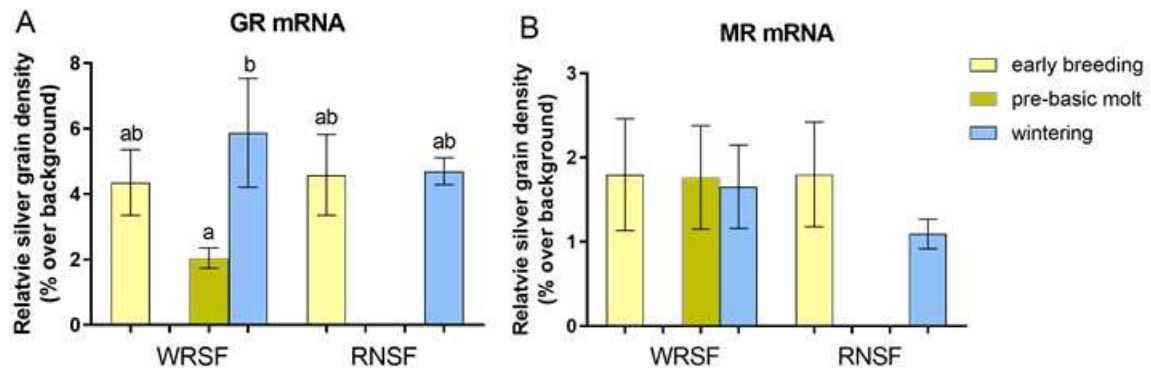 A
GR mRNA
Relatvie silver grain density
(% over background)
8
6
4
2
0
ab
a
b
ab
ab
WRSF
RNSF
B
MR mRNA
Relatvie silver grain density
(% over background)
3
2
1
0
WRSF
RNSF
early breeding
pre-basic molt
wintering